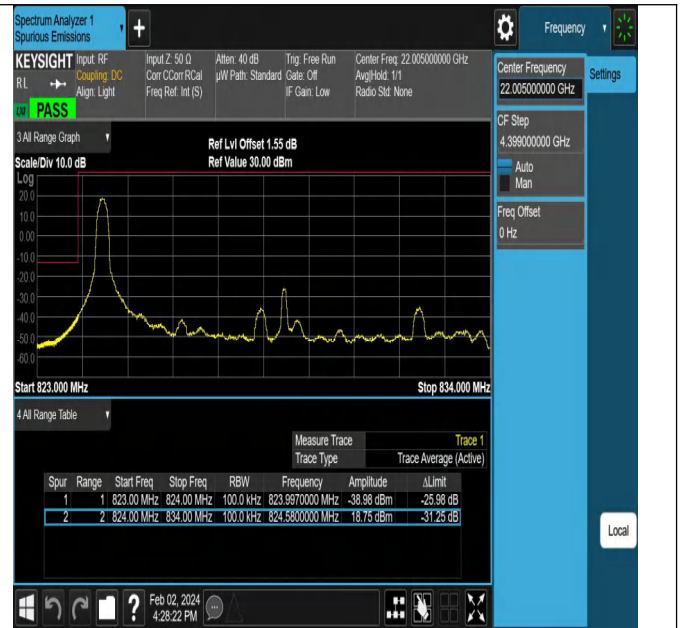 Spectrum Analyzer 1
Spurious Emissions
Frequency
KEYSIGHT Input: RF Input Z: 50 Ω Atten: 40 dB Trig: Free Run Center Freq: 22.005000000 GHz
RL Coupling: DC Corr CCorr RCal µW Path: Standard Gate: Off Avg|Hold: 1/1
Align: Light Freq Ref: Int (S) IF Gain: Low Radio Std: None
LXI PASS
Center Frequency
22.005000000 GHz
Settings
CF Step
4.399000000 GHz
Auto
Man
Freq Offset
0 Hz
3 All Range Graph
Ref Lvl Offset 1.55 dB
Scale/Div 10.0 dB Ref Value 30.00 dBm
Log
20.0
10.0
0.00
-10.0
-20.0
-30.0
-40.0
-50.0
-60.0
Start 823.000 MHz Stop 834.000 MHz
4 All Range Table
Measure Trace Trace 1
Trace Type Trace Average (Active)
Spur Range Start Freq Stop Freq RBW Frequency Amplitude ΔLimit
1 1 823.00 MHz 824.00 MHz 100.0 kHz 823.9970000 MHz -38.98 dBm -25.98 dB
2 2 824.00 MHz 834.00 MHz 100.0 kHz 824.5800000 MHz 18.75 dBm -31.25 dB
Local
Feb 02, 2024
4:28:22 PM